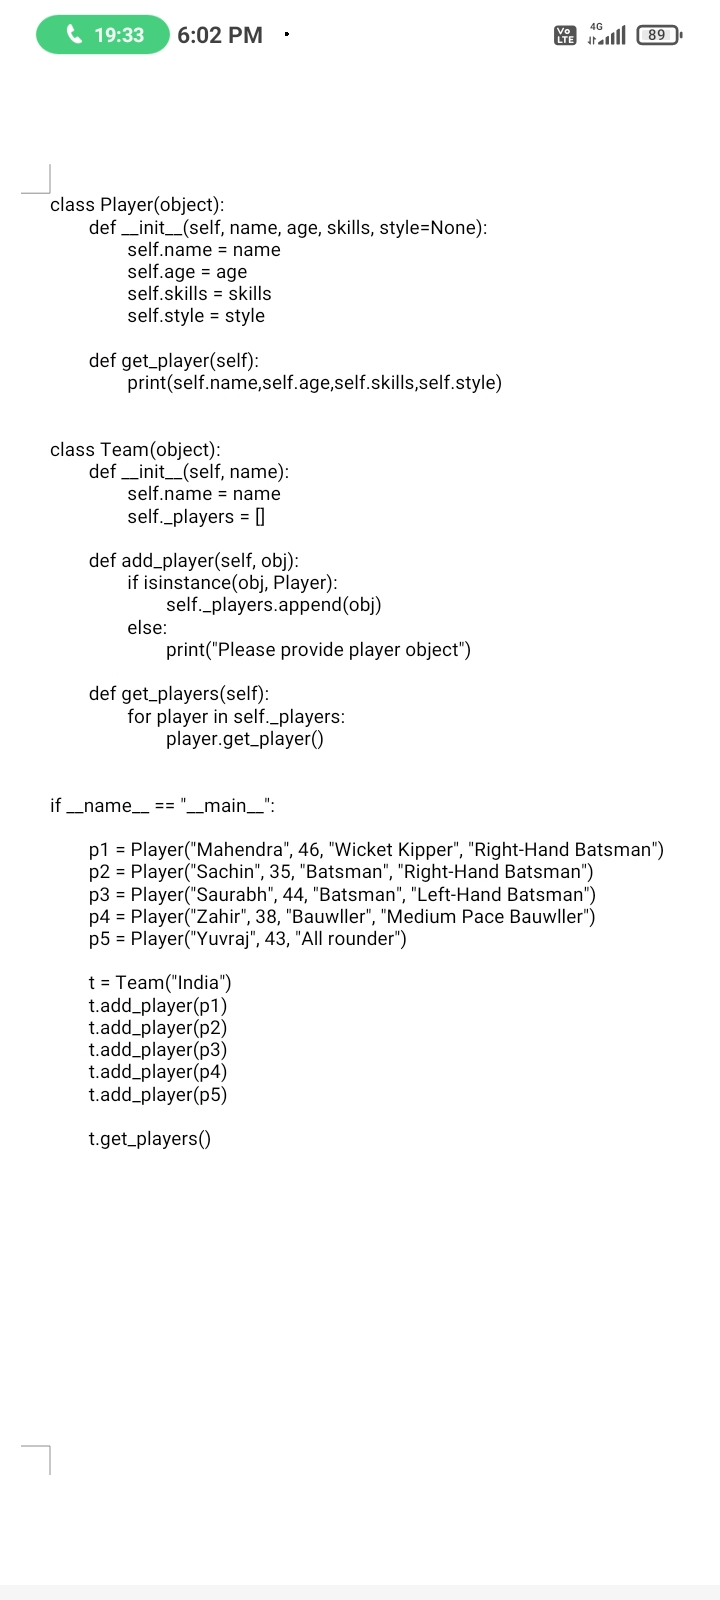 19:33 6:02 PM
Vo LTE 4G 89
class Player(object):
def __init__(self, name, age, skills, style=None):
self.name = name
self.age = age
self.skills = skills
self.style = style
def get_player(self):
print(self.name,self.age,self.skills,self.style)
class Team(object):
def __init__(self, name):
self.name = name
self._players = []
def add_player(self, obj):
if isinstance(obj, Player):
self._players.append(obj)
else:
print("Please provide player object")
def get_players(self):
for player in self._players:
player.get_player()
if __name__ == "__main__":
p1 = Player("Mahendra", 46, "Wicket Kipper", "Right-Hand Batsman")
p2 = Player("Sachin", 35, "Batsman", "Right-Hand Batsman")
p3 = Player("Saurabh", 44, "Batsman", "Left-Hand Batsman")
p4 = Player("Zahir", 38, "Bauwller", "Medium Pace Bauwller")
p5 = Player("Yuvraj", 43, "All rounder")
t = Team("India")
t.add_player(p1)
t.add_player(p2)
t.add_player(p3)
t.add_player(p4)
t.add_player(p5)
t.get_players()